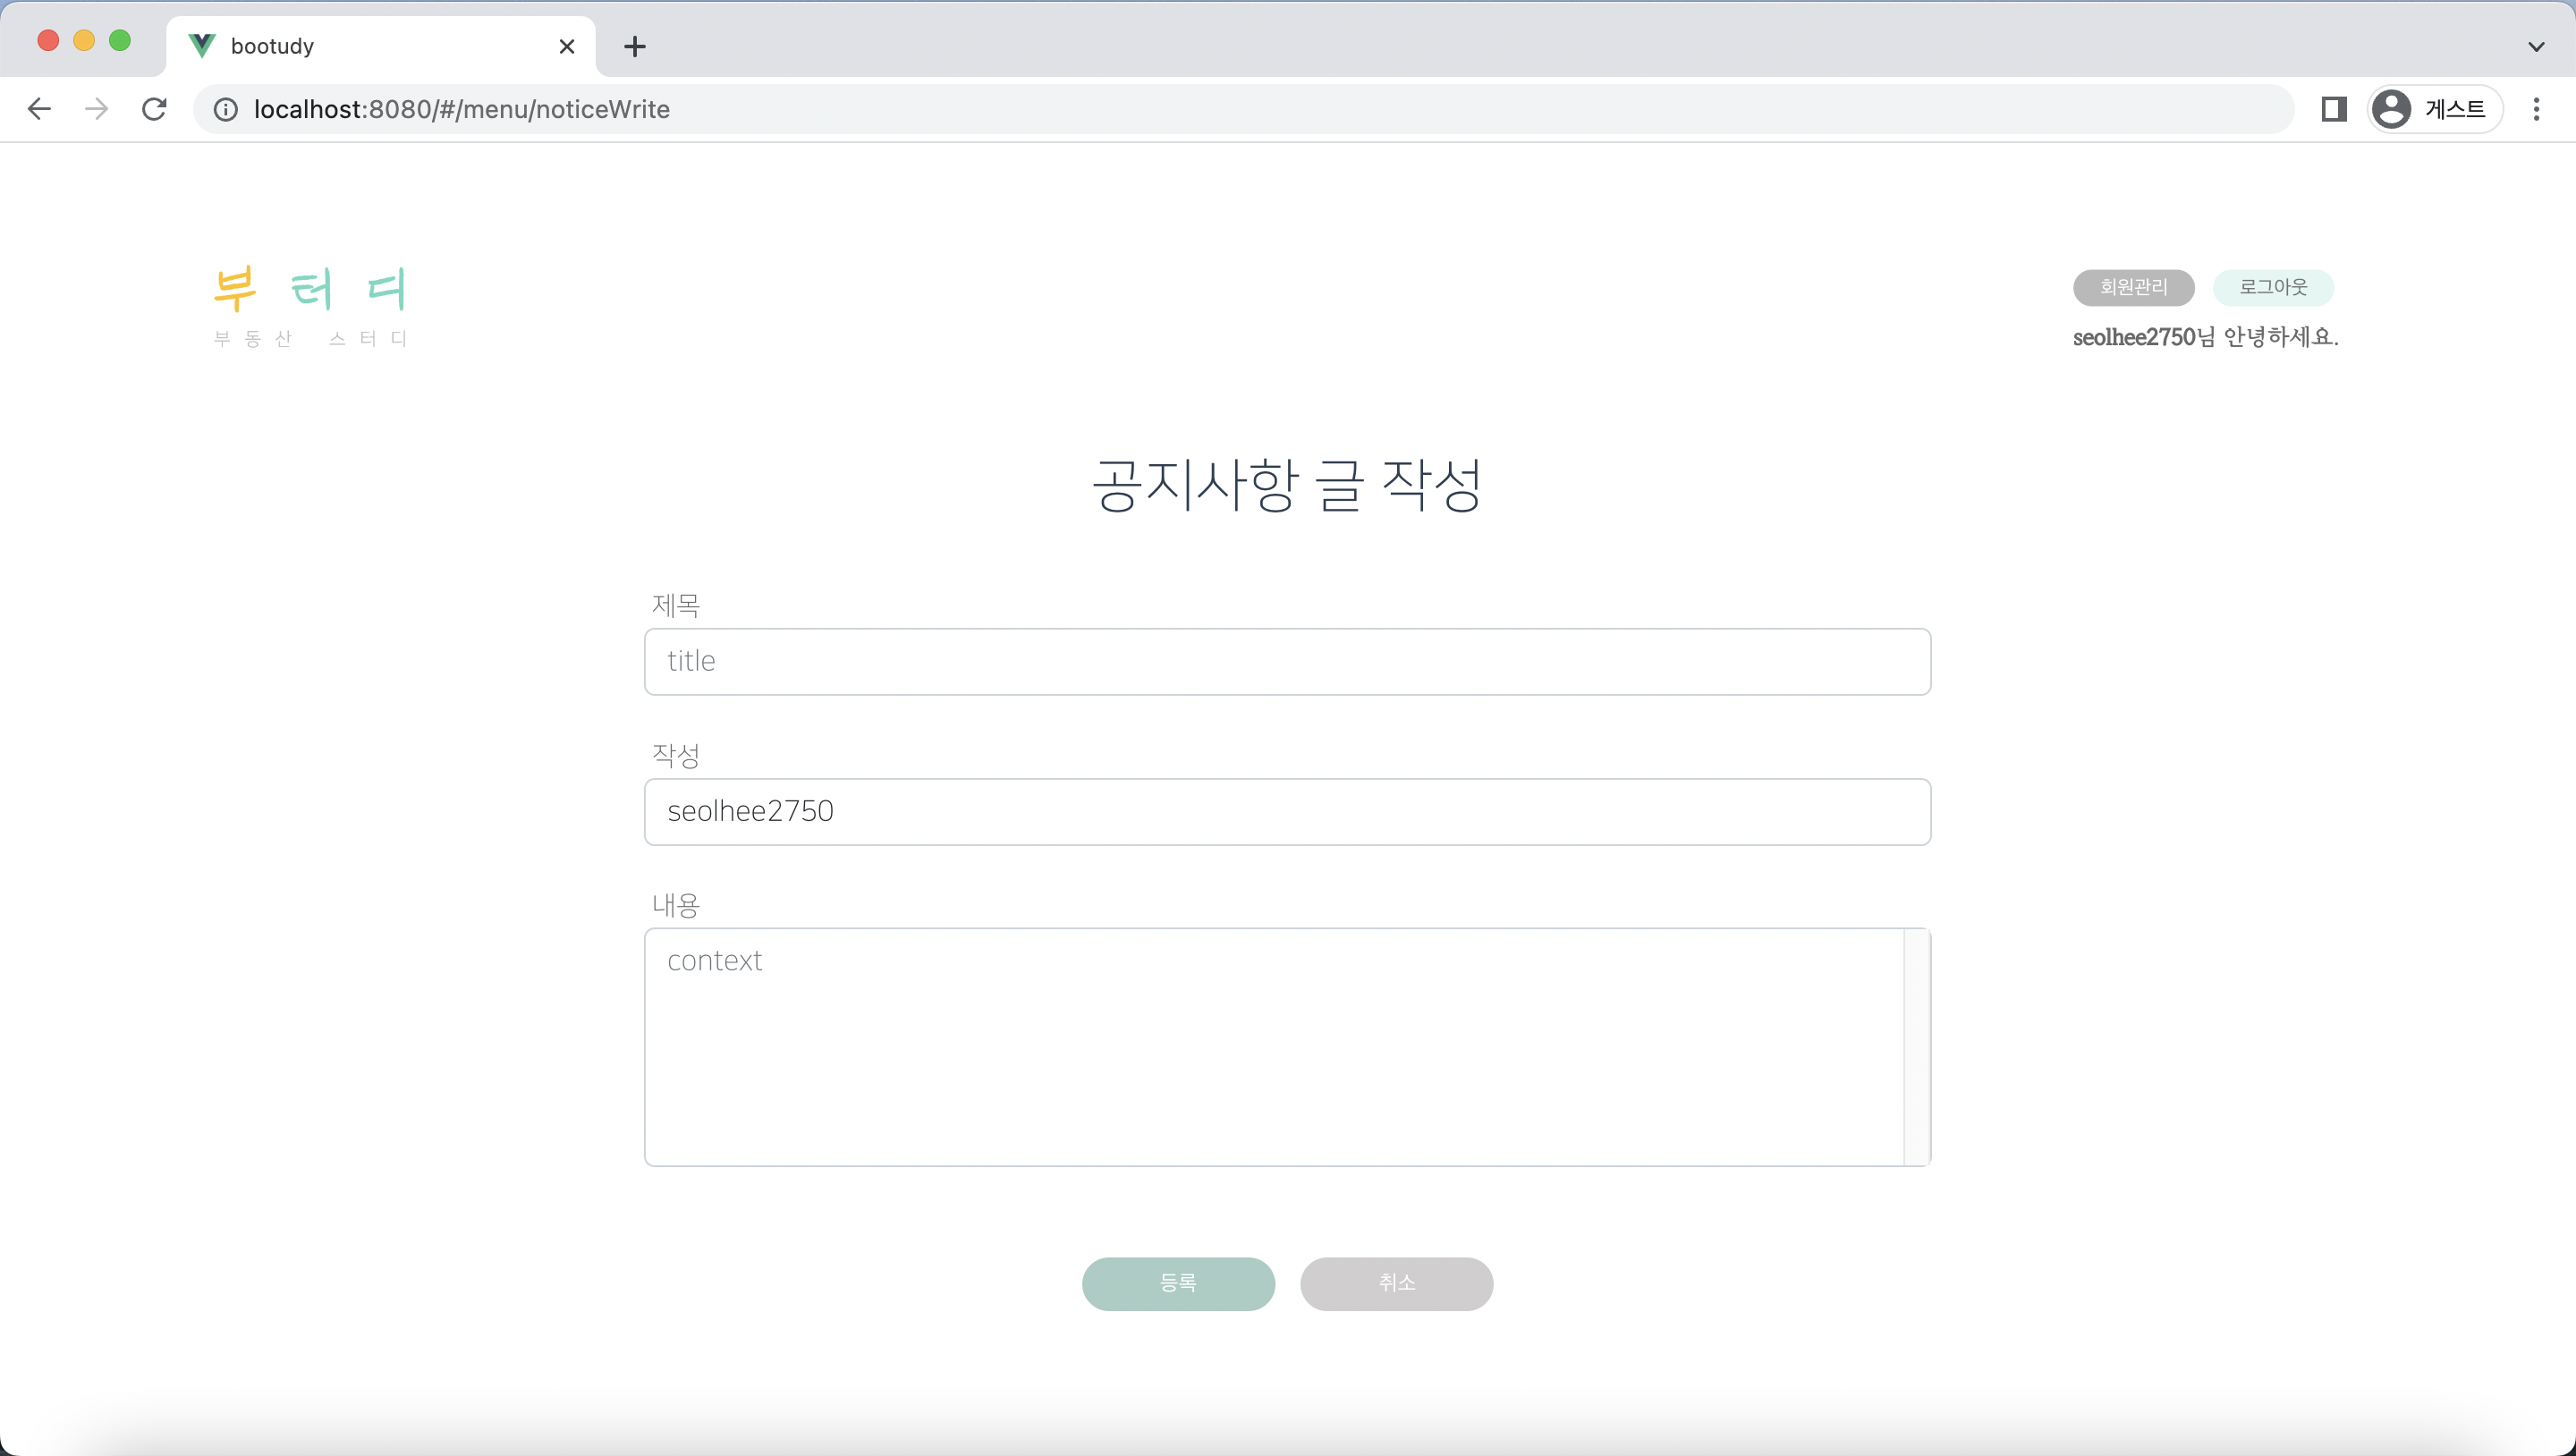 bootudy
localhost:8080/#/menu/noticeWrite
게스트
부 터 디
부동산 스터디
회원관리
로그아웃
seolhee2750님 안녕하세요.
공지사항 글 작성
제목
title
작성
seolhee2750
내용
context
등록
취소